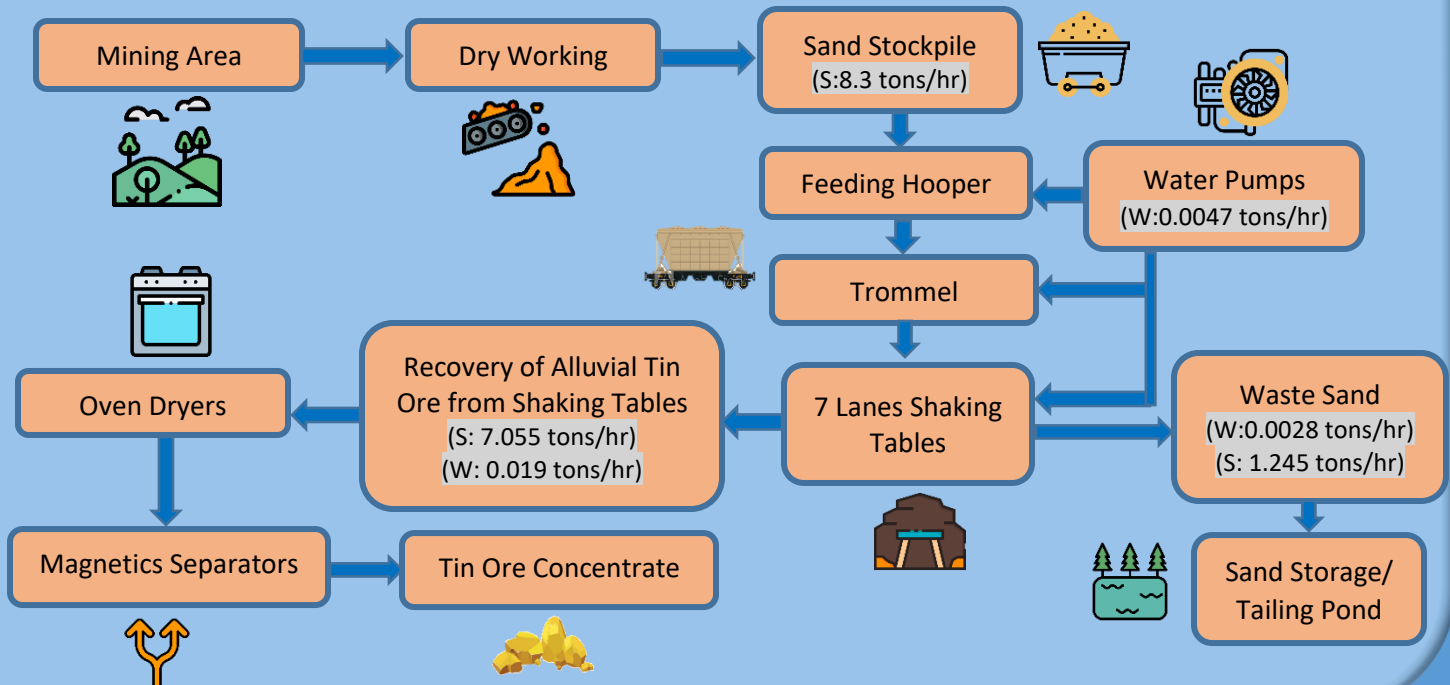 Mining Area
Dry Working
Sand Stockpile
(S:8.3 tons/hr)
Feeding Hooper
Water Pumps
(W:0.0047 tons/hr)
Trommel
Recovery of Alluvial Tin
Ore from Shaking Tables
(S: 7.055 tons/hr)
(W: 0.019 tons/hr)
Oven Dryers
7 Lanes Shaking
Tables
Waste Sand
(W:0.0028 tons/hr)
(S: 1.245 tons/hr)
Magnetics Separators
Tin Ore Concentrate
Sand Storage/
Tailing Pond